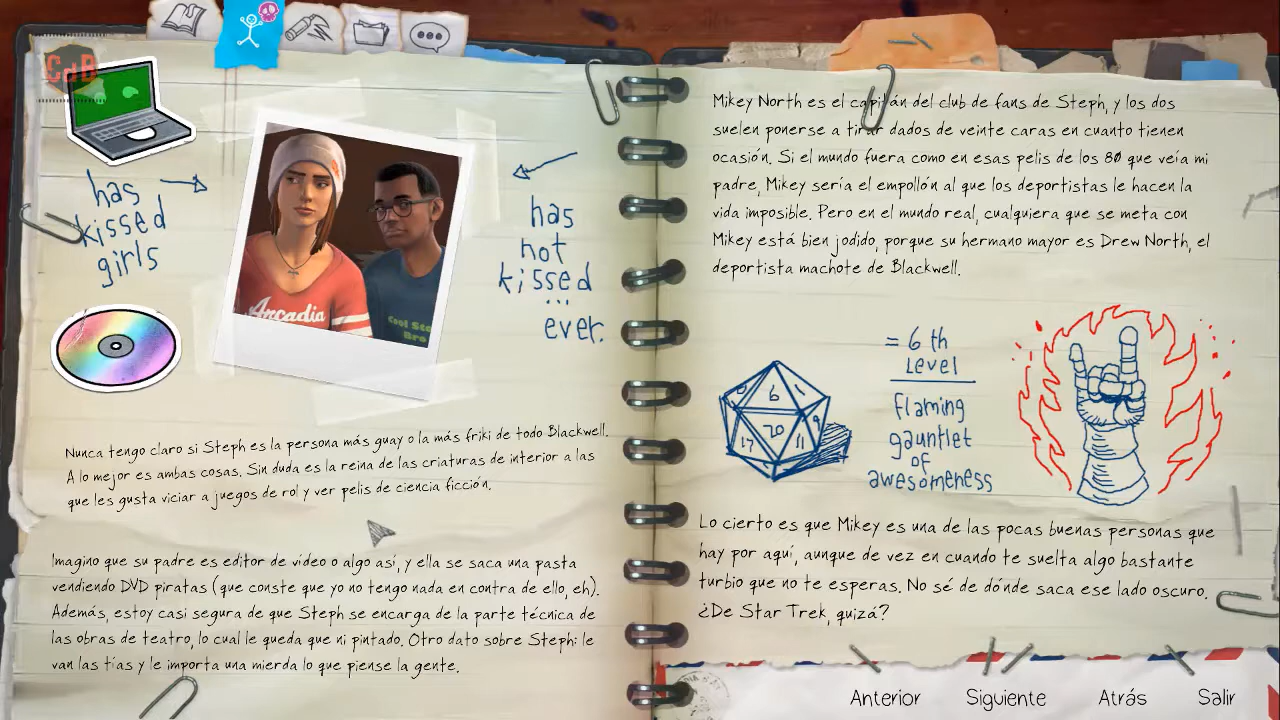 CdB
has
kissed
girls
has
not
kissed
...
ever.
Arcadia
Cool Sto
Bro
Nunca tengo claro si Steph es la persona más guay o la más friki de todo Blackwell.
A lo mejor es ambas cosas. Sin duda es la reina de las criaturas de interior a las
que les gusta viciar a juegos de rol y ver pelis de ciencia ficción.
Imagino que su padre es editor de vídeo o algo así, y ella se saca una pasta
vendiendo DVD piratas (que conste que yo no tengo nada en contra de ello, eh).
Además, estoy casi segura de que Steph se encarga de la parte técnica de
las obras de teatro, lo cual le queda que ni pintado. Otro dato sobre Steph: le
van las tías y le importa una mierda lo que piense la gente.
Mikey North es el capitán del club de fans de Steph, y los dos
suelen ponerse a tirar dados de veinte caras en cuanto tienen
ocasión. Si el mundo fuera como en esas pelis de los 80 que veía mi
padre, Mikey sería el empollón al que los deportistas le hacen la
vida imposible. Pero en el mundo real, cualquiera que se meta con
Mikey está bien jodido, porque su hermano mayor es Drew North, el
deportista machote de Blackwell.
6
20
17
11
9
= 6 th
Level
flaming
gauntlet
of
awesomeness
Lo cierto es que Mikey es una de las pocas buenas personas que
hay por aquí, aunque de vez en cuando te suelta algo bastante
turbio que no te esperas. No sé de dónde saca ese lado oscuro.
¿De Star Trek, quizá?
Anterior Siguiente Atrás Salir